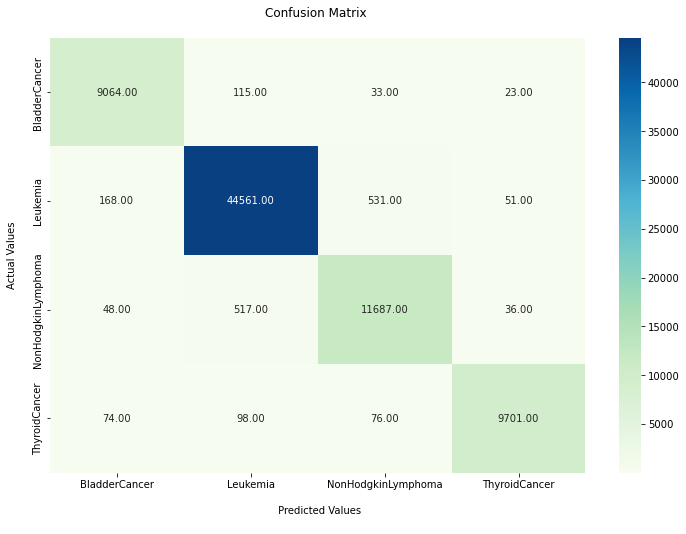 Confusion Matrix
BladderCancer
9064.00 115.00 33.00 23.00
Leukemia
168.00 44561.00 531.00 51.00
NonHodgkinLymphoma
48.00 517.00 11687.00 36.00
ThyroidCancer
74.00 98.00 76.00 9701.00
Actual Values
BladderCancer Leukemia NonHodgkinLymphoma ThyroidCancer
Predicted Values
40000
35000
30000
25000
20000
15000
10000
5000